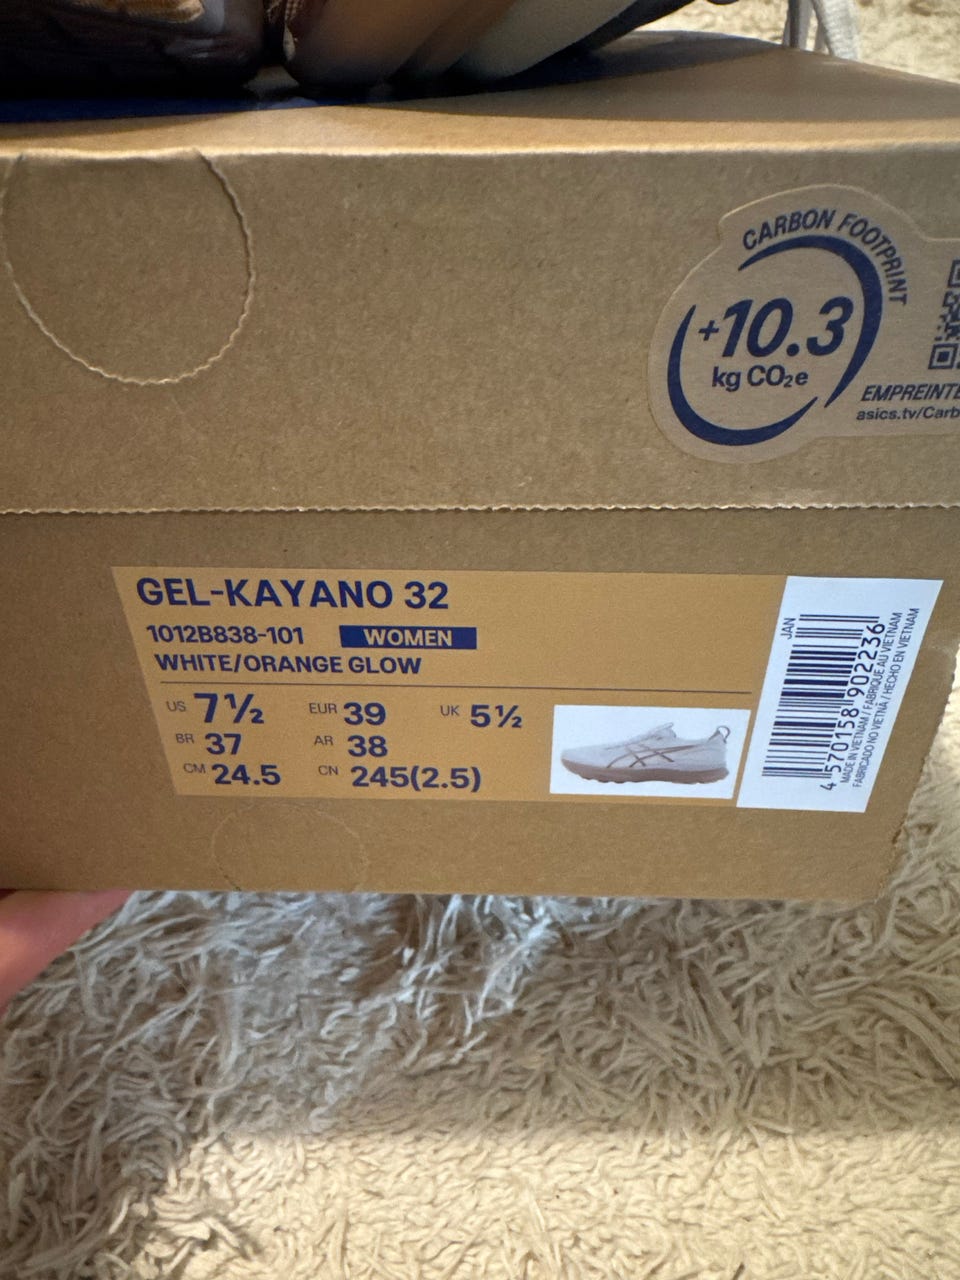 CARBON FOOTPRINT
+10.3
kg CO₂e
EMPREINTE
asics.tv/Carb
GEL-KAYANO 32
1012B838-101 WOMEN
WHITE/ORANGE GLOW
US 7½ EUR 39 UK 5½
BR 37 AR 38
CM 24.5 CN 245(2.5)
JAN
4 570158 902236
MADE IN VIETNAM / FABRIQUÉ AU VIETNAM
FABRICADO NO VIETNÃ / HECHO EN VIETNAM